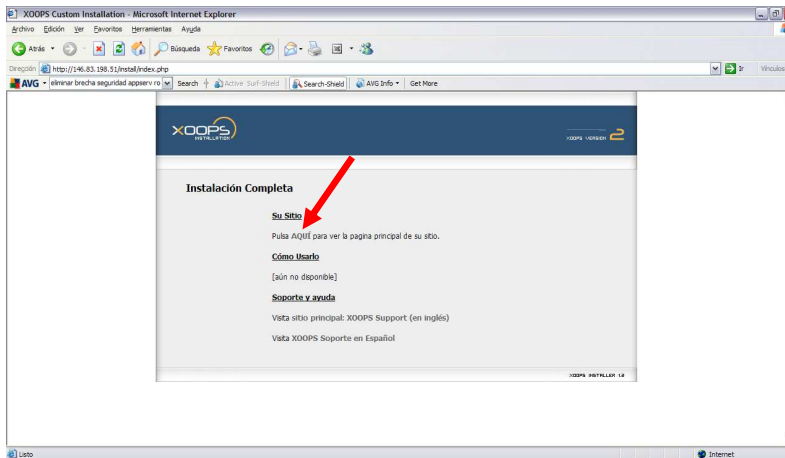 XOOPS Custom Installation - Microsoft Internet Explorer
Archivo Edición Ver Favoritos Herramientas Ayuda
Atrás Búsqueda Favoritos
Dirección http://146.83.198.51/install/index.php Ir Vínculos
AVG eliminar brecha seguridad appserv ro Search Active Surf-Shield Search-Shield AVG Info Get More
XOOPS
INSTALLATION
XOOPS VERSION 2
Instalación Completa
Su Sitio
Pulsa AQUÍ para ver la pagina principal de su sitio.
Cómo Usarlo
[aún no disponible]
Soporte y ayuda
Vista sitio principal: XOOPS Support (en inglés)
Visita XOOPS Soporte en Español
XOOPS INSTALLER 1.0
Listo Internet